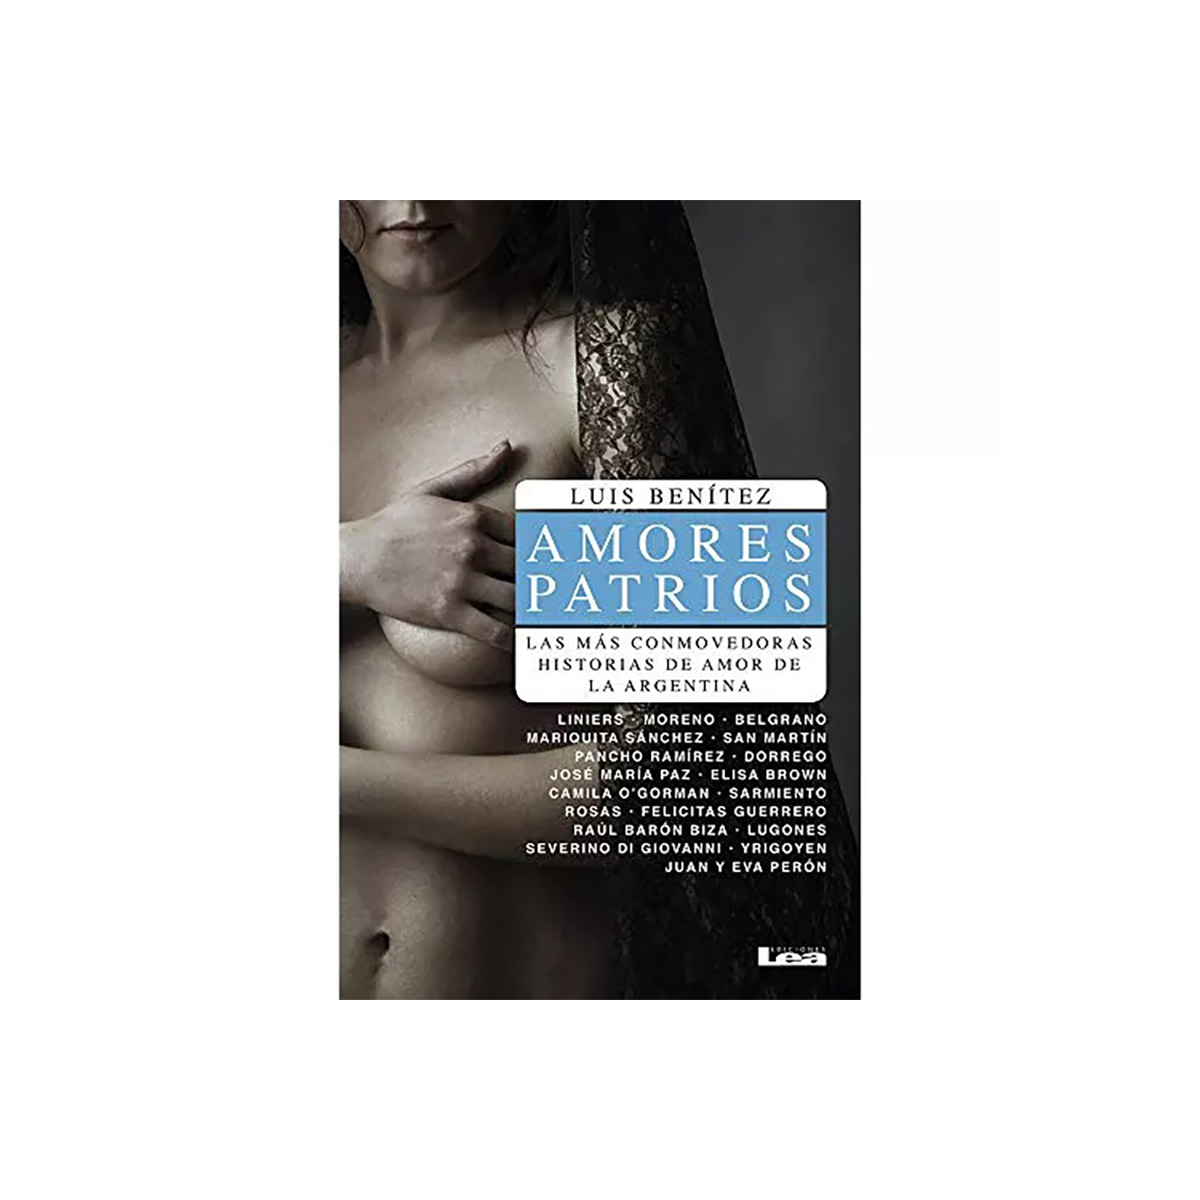 LUIS BENÍTEZ
AMORES
PATRIOS
LAS MÁS CONMOVEDORAS
HISTORIAS DE AMOR DE
LA ARGENTINA
LINIERS · MORENO · BELGRANO
MARIQUITA SÁNCHEZ · SAN MARTÍN
PANCHO RAMÍREZ · DORREGO
JOSÉ MARÍA PAZ · ELISA BROWN
CAMILA O'GORMAN · SARMIENTO
ROSAS · FELICITAS GUERRERO
RAÚL BARÓN BIZA · LUGONES
SEVERINO DI GIOVANNI · YRIGOYEN
JUAN Y EVA PERÓN
EDICIONES
Lea